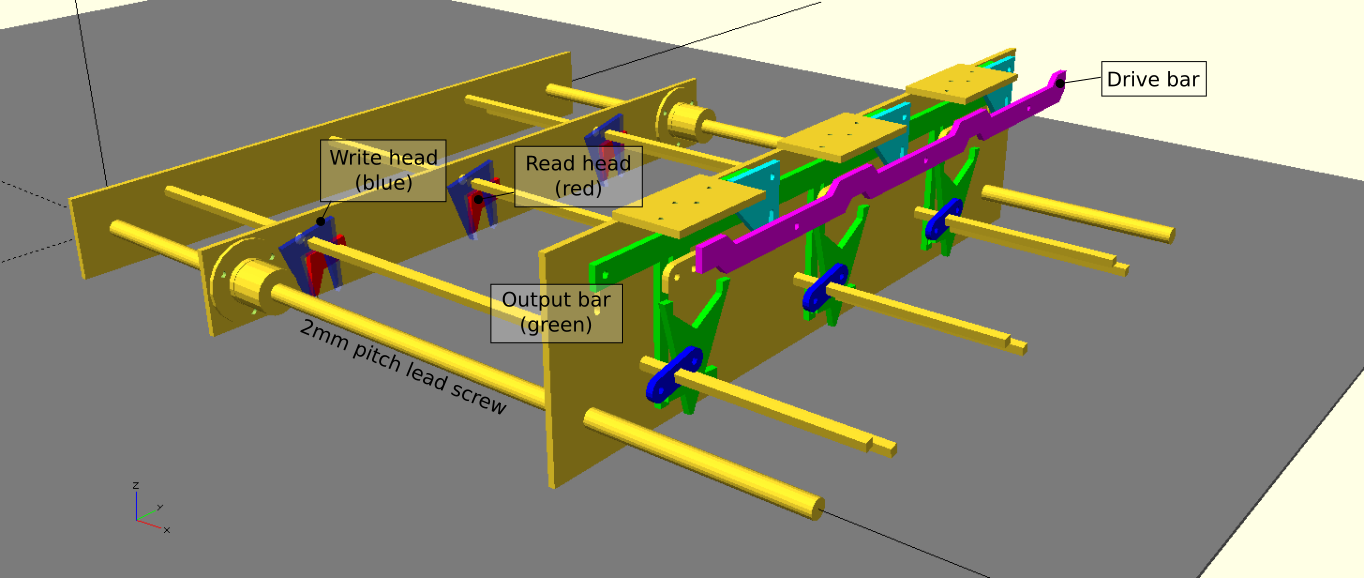 Drive bar
Write head
(blue)
Read head
(red)
Output bar
(green)
2mm pitch lead screw
z
y
x